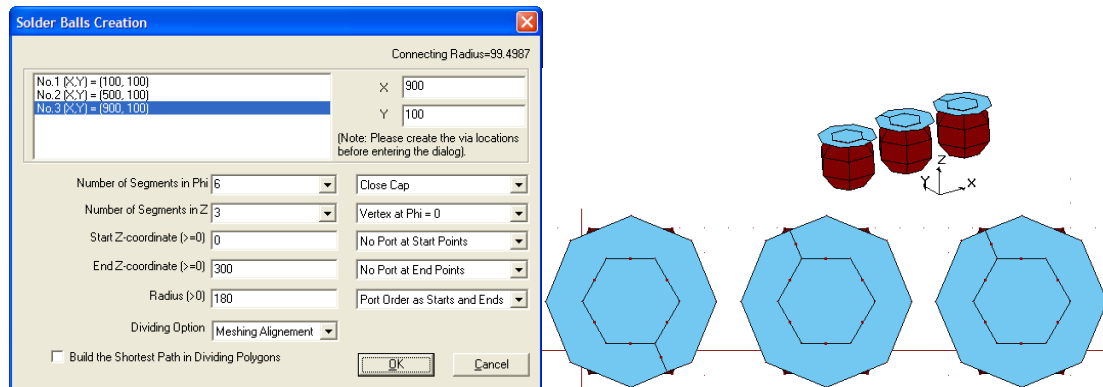 Solder Balls Creation
Connecting Radius=99.4987
No.1 (X,Y) = (100, 100)
No.2 (X,Y) = (500, 100)
No.3 (X,Y) = (900, 100)
X 900
Y 100
(Note: Please create the via locations
before entering the dialog).
Number of Segments in Phi 6 Close Cap
Number of Segments in Z 3 Vertex at Phi = 0
Start Z-coordinate (>=0) 0 No Port at Start Points
End Z-coordinate (>=0) 300 No Port at End Points
Radius (>0) 180 Port Order as Starts and Ends
Dividing Option Meshing Alignement
Build the Shortest Path in Dividing Polygons
OK Cancel
Z
Y X